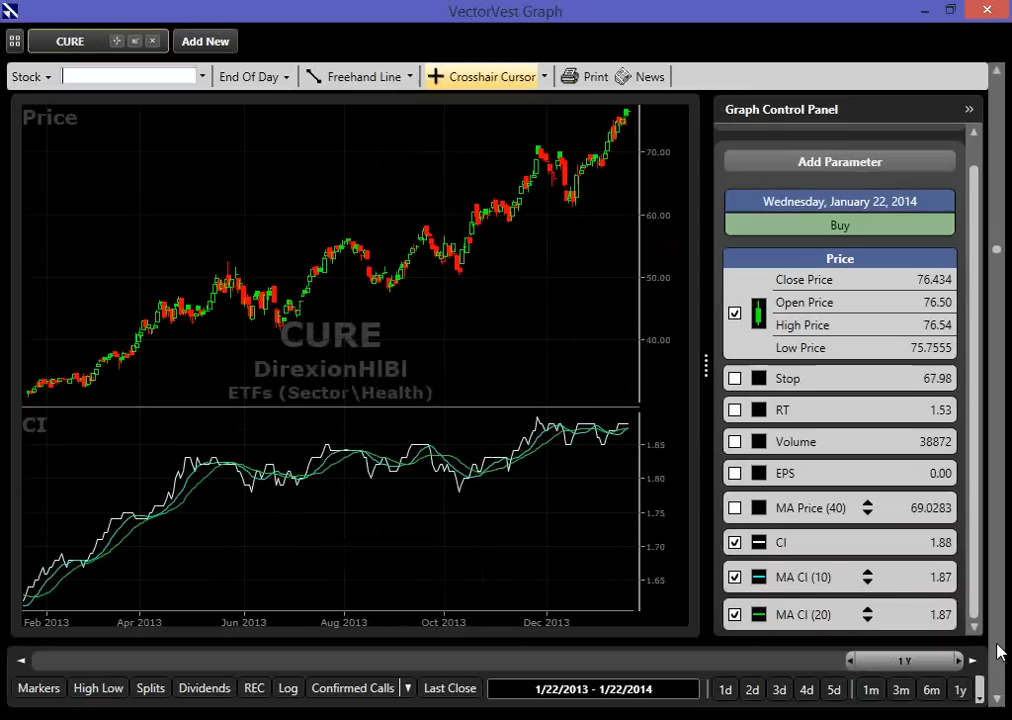 VectorVest Graph
CURE
Add New
Stock
End Of Day
Freehand Line
Crosshair Cursor
Print
News
Price
70.00
60.00
50.00
40.00
CURE
DirexionHlBl
ETFs (Sector\Health)
CI
1.85
1.80
1.75
1.70
1.65
Feb 2013 Apr 2013 Jun 2013 Aug 2013 Oct 2013 Dec 2013
Graph Control Panel
Add Parameter
Wednesday, January 22, 2014
Buy
Price
Close Price 76.434
Open Price 76.50
High Price 76.54
Low Price 75.7555
Stop 67.98
RT 1.53
Volume 38872
EPS 0.00
MA Price (40) 69.0283
CI 1.88
MA CI (10) 1.87
MA CI (20) 1.87
1 Y
Markers High Low Splits Dividends REC Log Confirmed Calls Last Close 1/22/2013 - 1/22/2014 1d 2d 3d 4d 5d 1m 3m 6m 1y